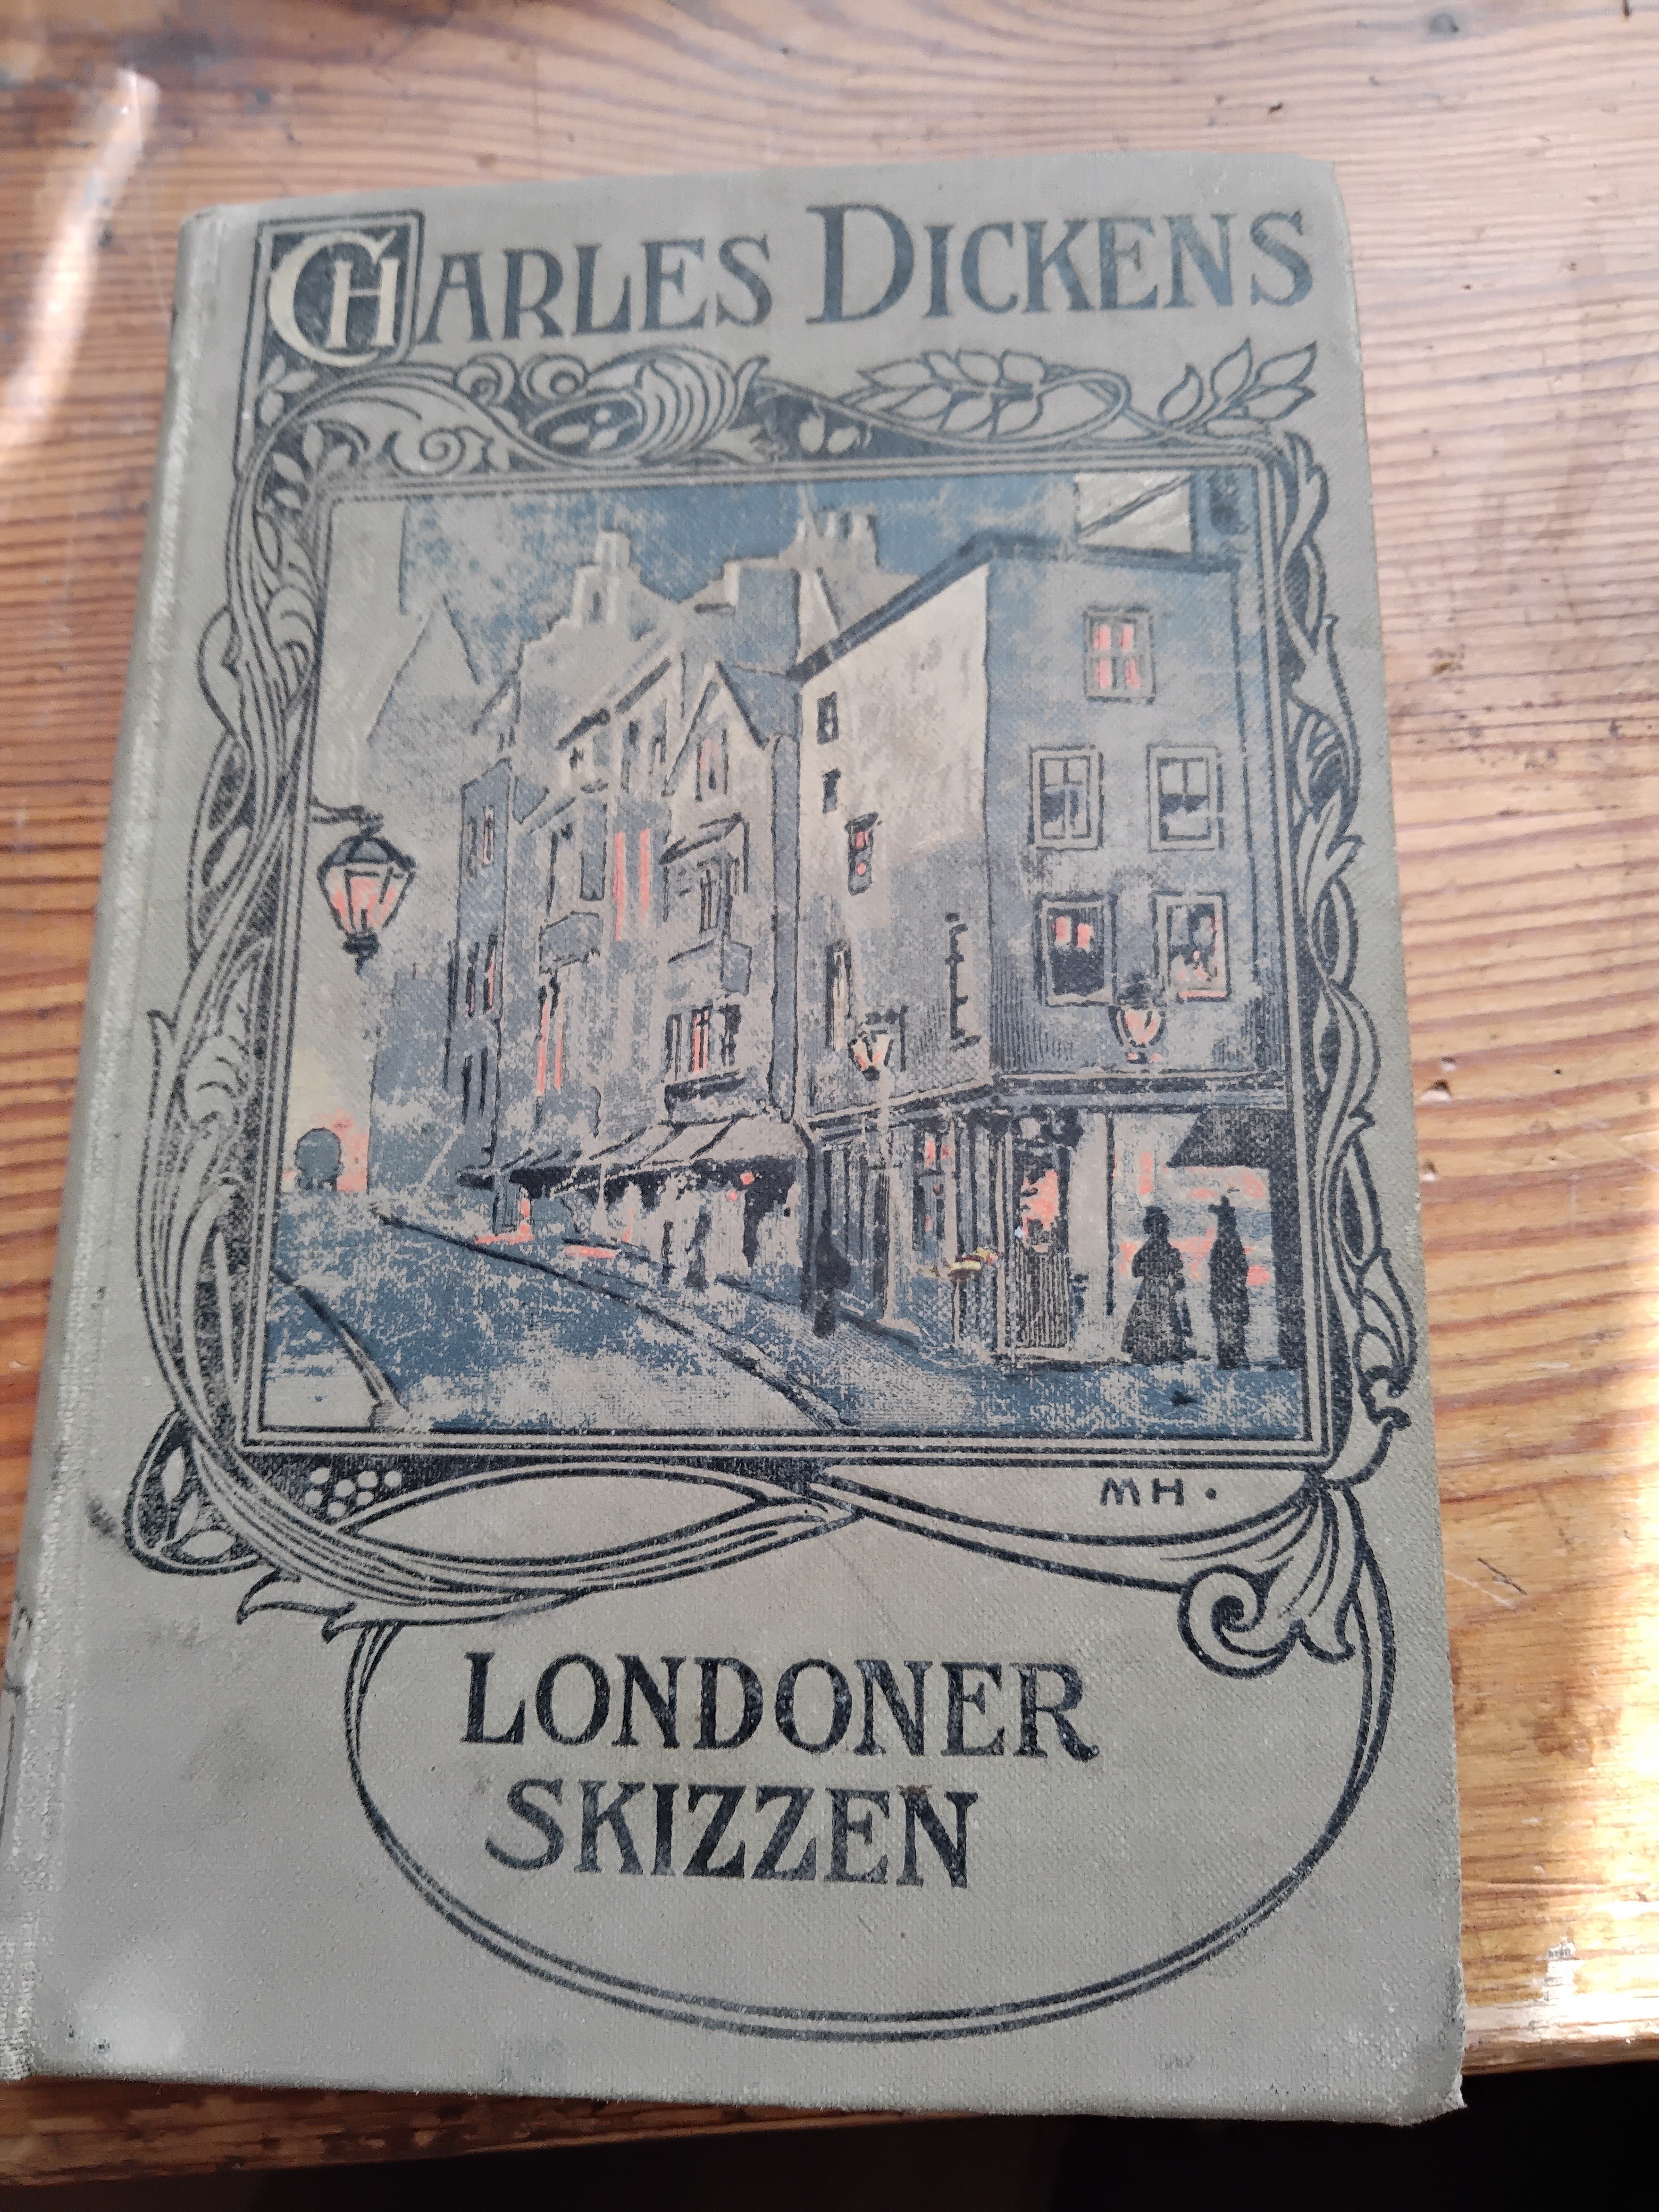 CHARLES DICKENS
MH.
LONDONER
SKIZZEN